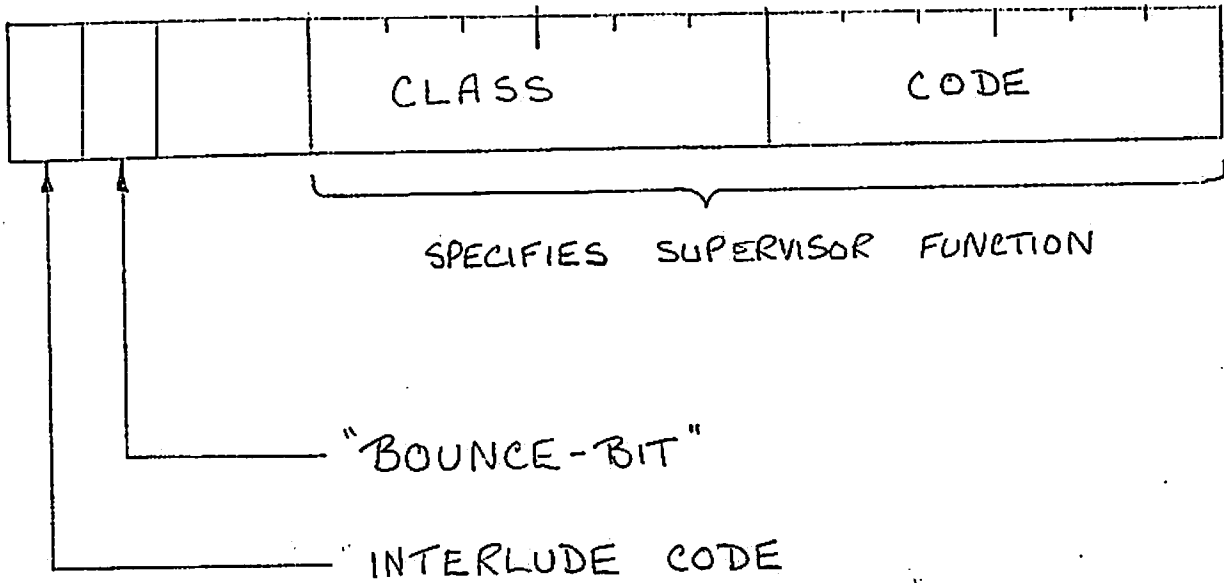 CLASS CODE
SPECIFIES SUPERVISOR FUNCTION
"BOUNCE-BIT"
INTERLUDE CODE